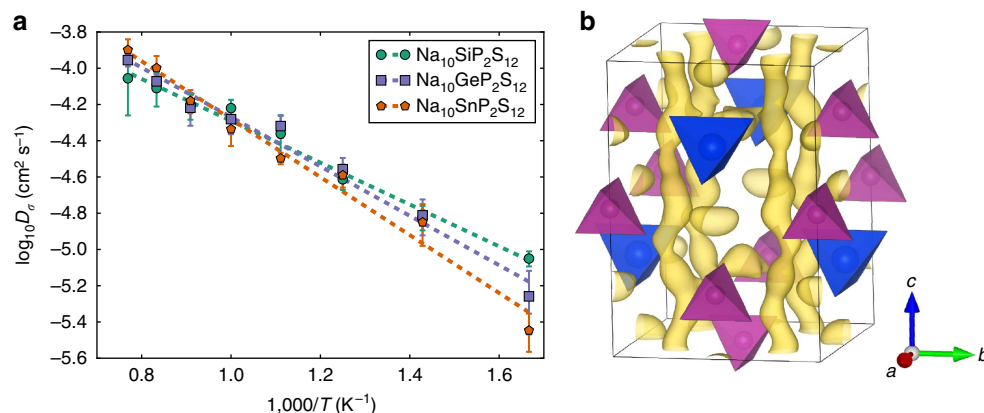 a
b
−3.8
−4.0
−4.2
−4.4
−4.6
−4.8
−5.0
−5.2
−5.4
−5.6
log₁₀Dσ (cm² s⁻¹)
Na₁₀SiP₂S₁₂
Na₁₀GeP₂S₁₂
Na₁₀SnP₂S₁₂
0.8 1.0 1.2 1.4 1.6
1,000/T (K⁻¹)
c
b
a